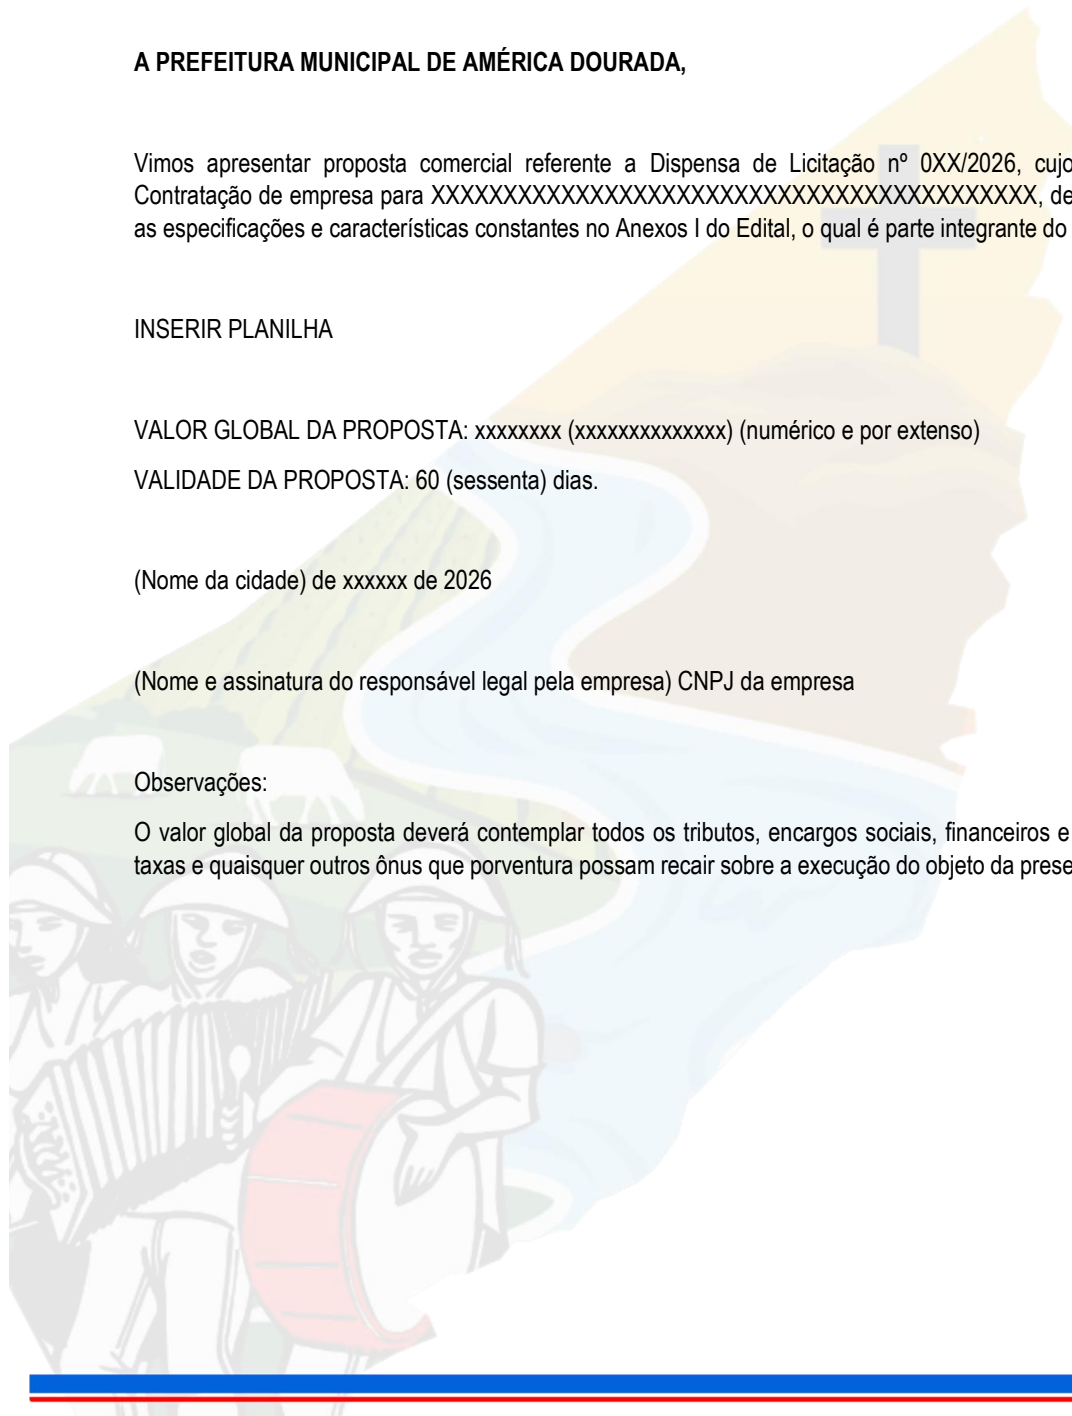 A PREFEITURA MUNICIPAL DE AMÉRICA DOURADA,
Vimos apresentar proposta comercial referente a Dispensa de Licitação nº 0XX/2026, cujo
Contratação de empresa para XXXXXXXXXXXXXXXXXXXXXXXXXXXXXXXXXXXXXXXXXX, de
as especificações e características constantes no Anexos I do Edital, o qual é parte integrante do
INSERIR PLANILHA
VALOR GLOBAL DA PROPOSTA: xxxxxxxx (xxxxxxxxxxxxxx) (numérico e por extenso)
VALIDADE DA PROPOSTA: 60 (sessenta) dias.
(Nome da cidade) de xxxxxx de 2026
(Nome e assinatura do responsável legal pela empresa) CNPJ da empresa
Observações:
O valor global da proposta deverá contemplar todos os tributos, encargos sociais, financeiros e
taxas e quaisquer outros ônus que porventura possam recair sobre a execução do objeto da prese